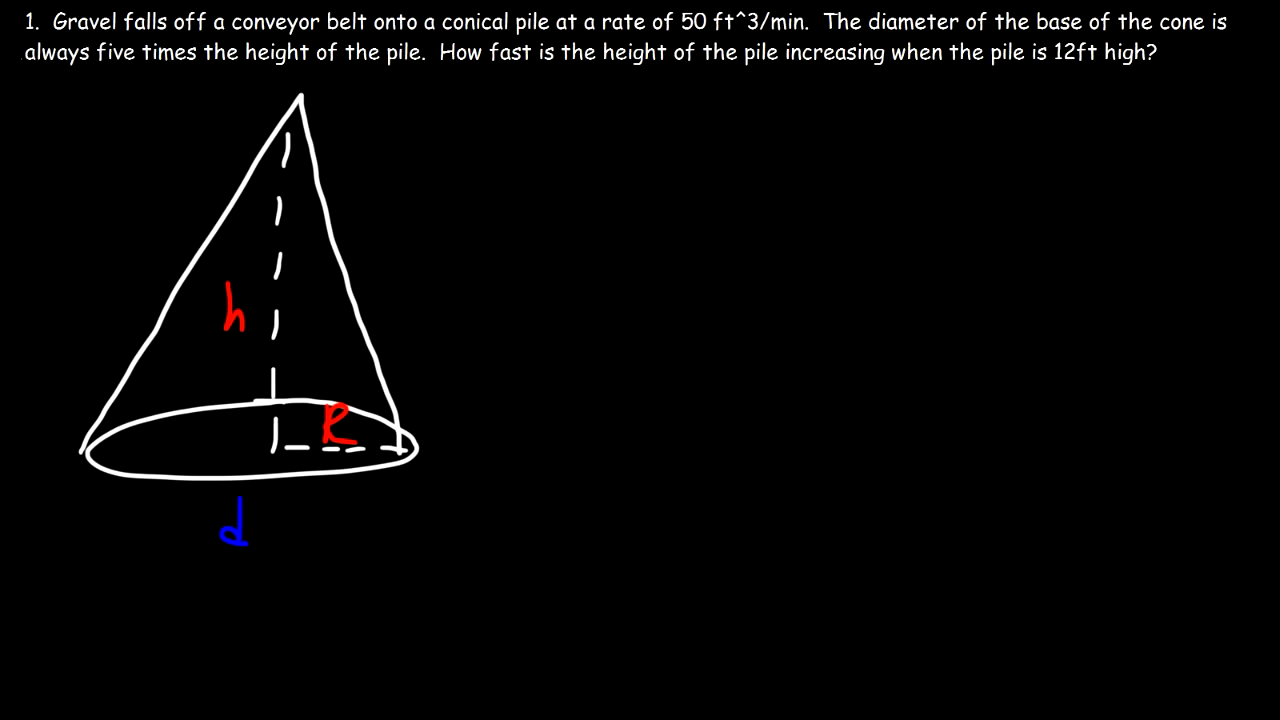 1. Gravel falls off a conveyor belt onto a conical pile at a rate of 50 ft^3/min. The diameter of the base of the cone is
always five times the height of the pile. How fast is the height of the pile increasing when the pile is 12ft high?
h
R
d